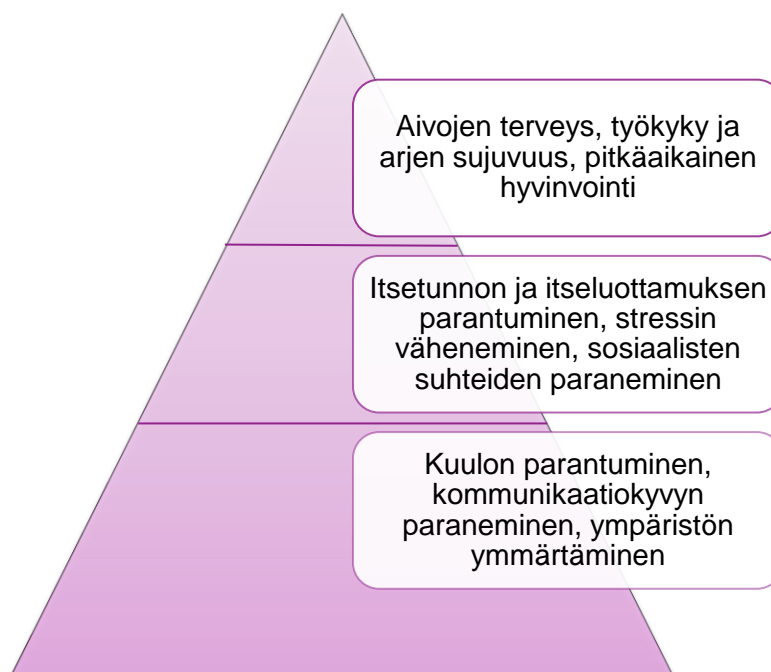 Aivojen terveys, työkyky ja
arjen sujuvuus, pitkäaikainen
hyvinvointi
Itsetunnon ja itseluottamuksen
parantuminen, stressin
väheneminen, sosiaalisten
suhteiden paraneminen
Kuulon parantuminen,
kommunikaatiokyvyn
paraneminen, ympäristön
ymmärtäminen